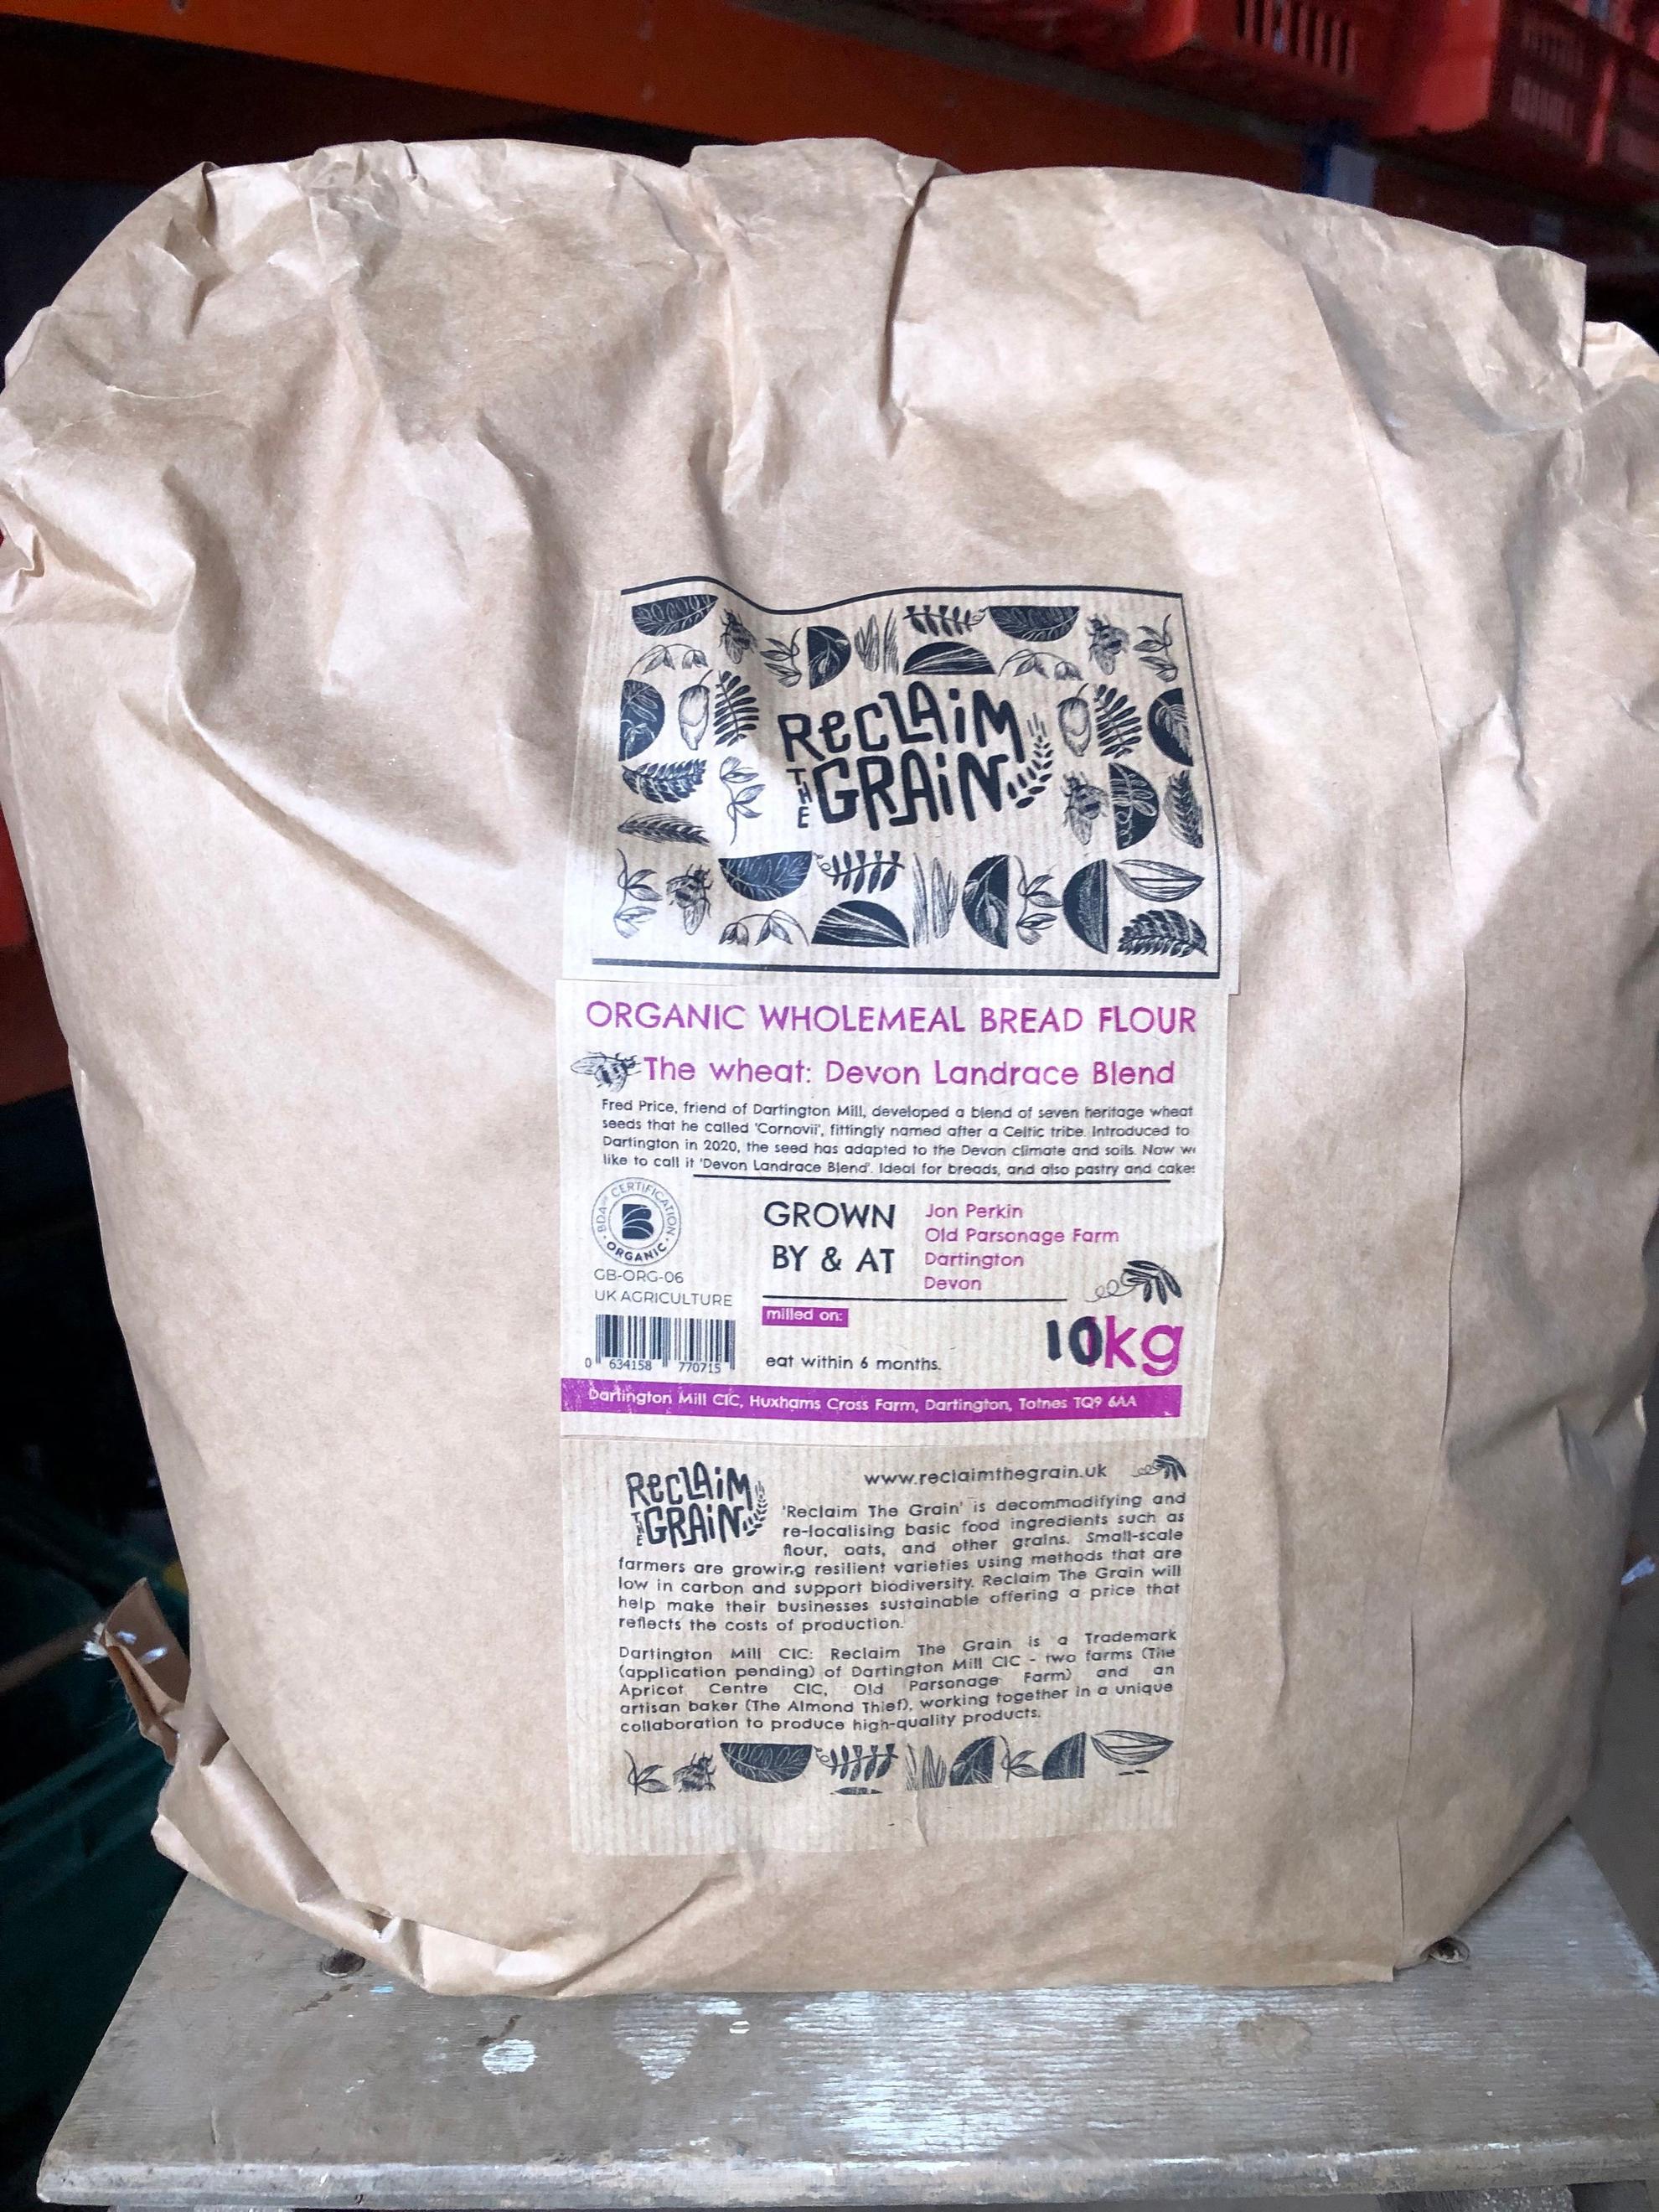 ReCLAiM
THE GRAiN
ORGANIC WHOLEMEAL BREAD FLOUR
The wheat: Devon Landrace Blend
Fred Price, friend of Dartington Mill, developed a blend of seven heritage wheat
seeds that he called 'Cornovii', fittingly named after a Celtic tribe. Introduced to
Dartington in 2020, the seed has adapted to the Devon climate and soils. Now we
like to call it 'Devon Landrace Blend'. Ideal for breads, and also pastry and cakes
BDA CERTIFICATION
ORGANIC
GB-ORG-06
UK AGRICULTURE
GROWN
BY & AT
Jon Perkin
Old Parsonage Farm
Dartington
Devon
milled on:
eat within 6 months.
10kg
0 634158 770715
Dartington Mill CIC, Huxhams Cross Farm, Dartington, Totnes TQ9 6AA
ReCLAiM
THE GRAiN
www.reclaimthegrain.uk
'Reclaim The Grain' is decommodifying and
re-localising basic food ingredients such as
flour, oats, and other grains. Small-scale
farmers are growing resilient varieties using methods that are
low in carbon and support biodiversity. Reclaim The Grain will
help make their businesses sustainable offering a price that
reflects the costs of production.
Dartington Mill CIC: Reclaim The Grain is a Trademark
(application pending) of Dartington Mill CIC - two farms (The
Apricot Centre CIC, Old Parsonage Farm) and an
artisan baker (The Almond Thief), working together in a unique
collaboration to produce high-quality products.